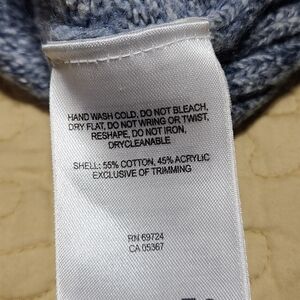 HAND WASH COLD, DO NOT BLEACH,
DRY FLAT, DO NOT WRING OR TWIST,
RESHAPE, DO NOT IRON,
DRYCLEANABLE
SHELL: 55% COTTON, 45% ACRYLIC
EXCLUSIVE OF TRIMMING
RN 69724
CA 05367